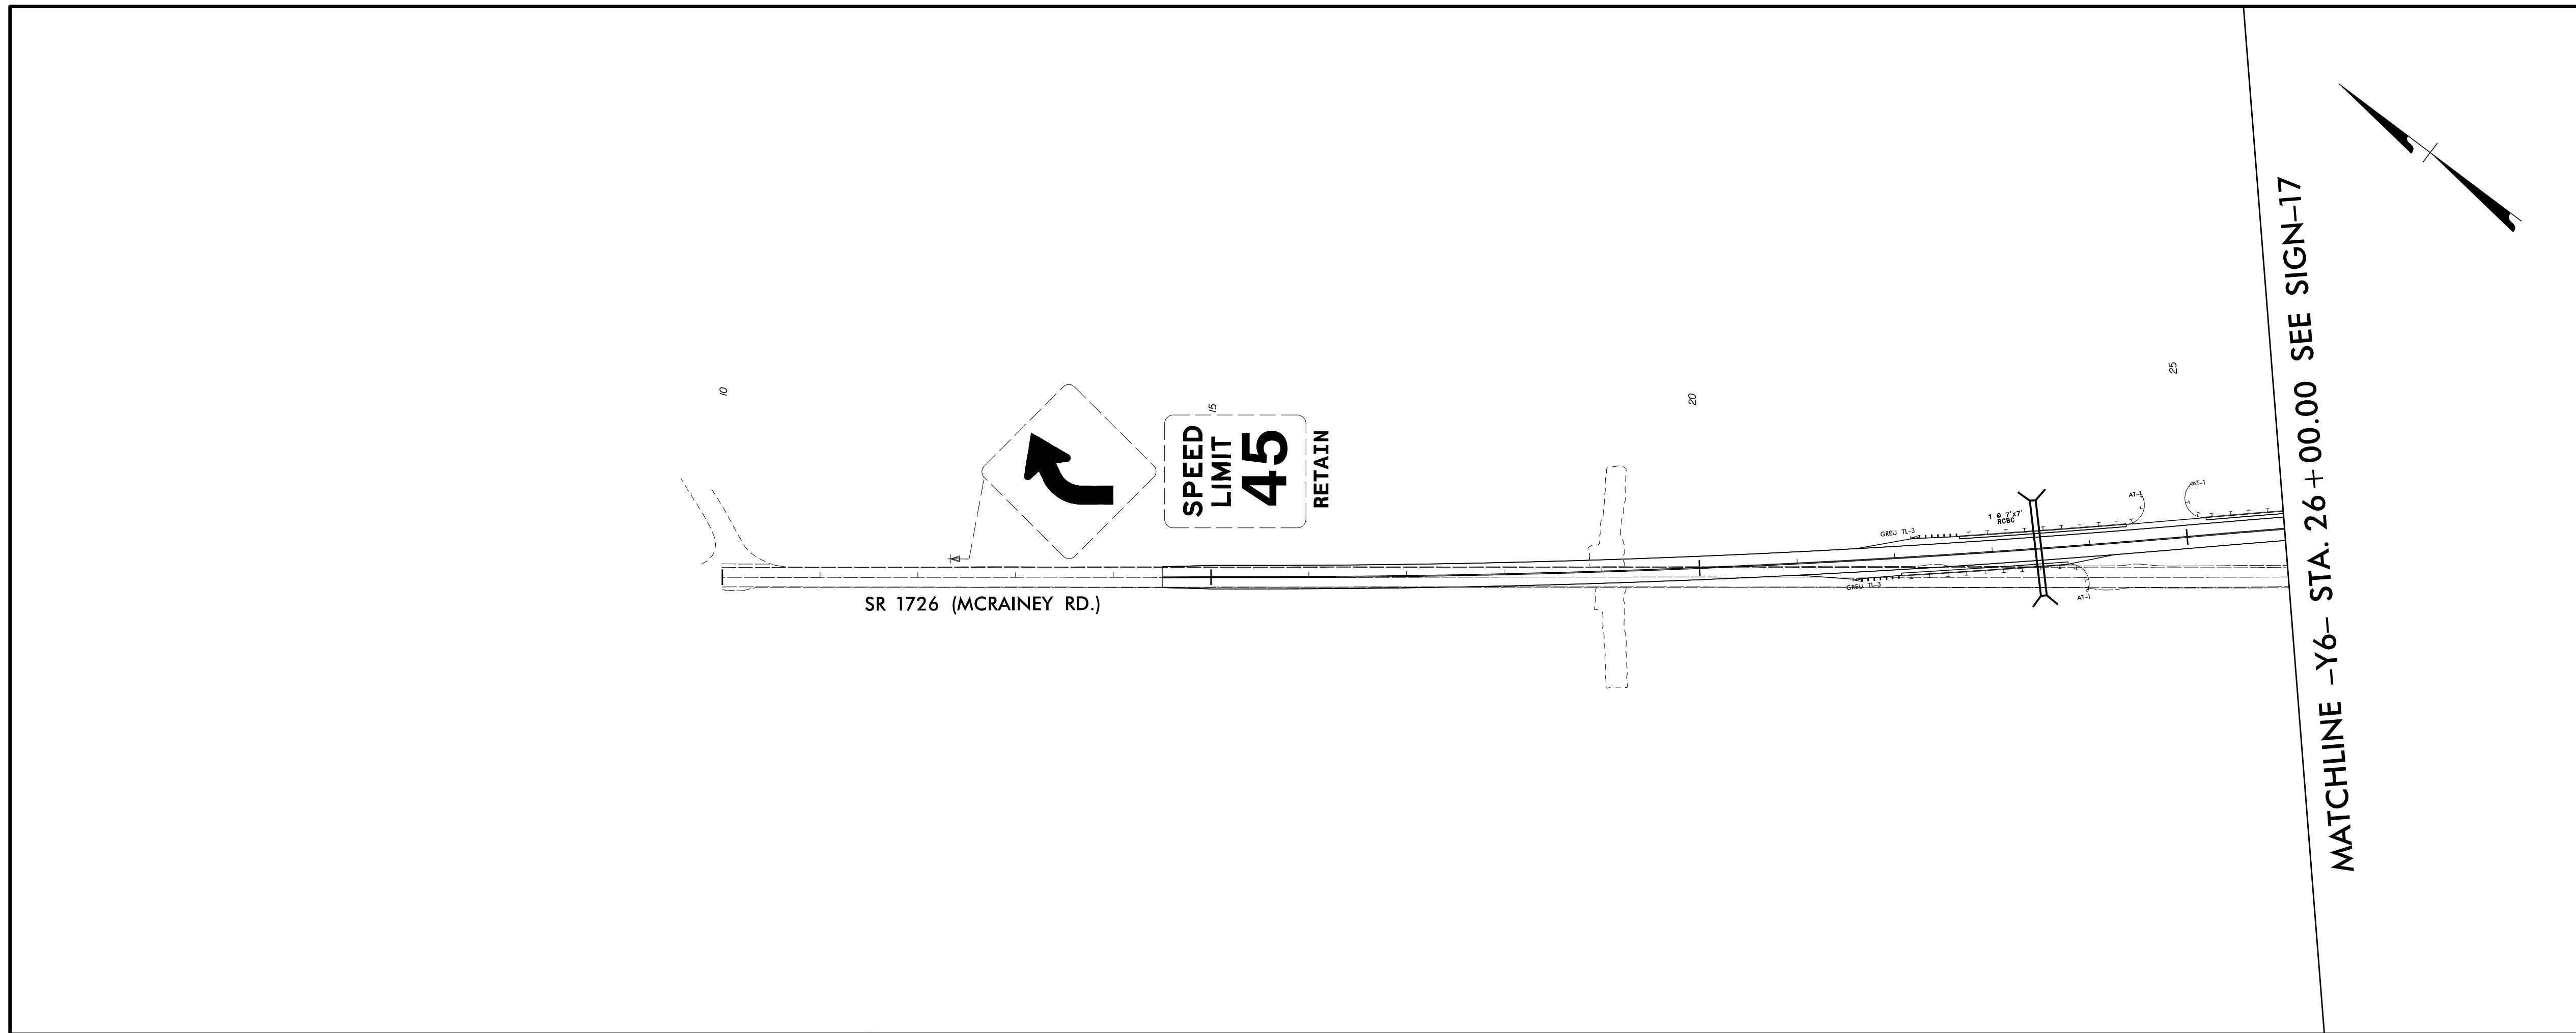 10
15
20
25
SPEED
LIMIT
45
RETAIN
SR 1726 (MCRAINEY RD.)
GREU TL-3
GREU TL-3
1 @ 7'x7'
RCBC
AT-1
AT-1
AT-1
MATCHLINE -Y6- STA. 26+00.00 SEE SIGN-17